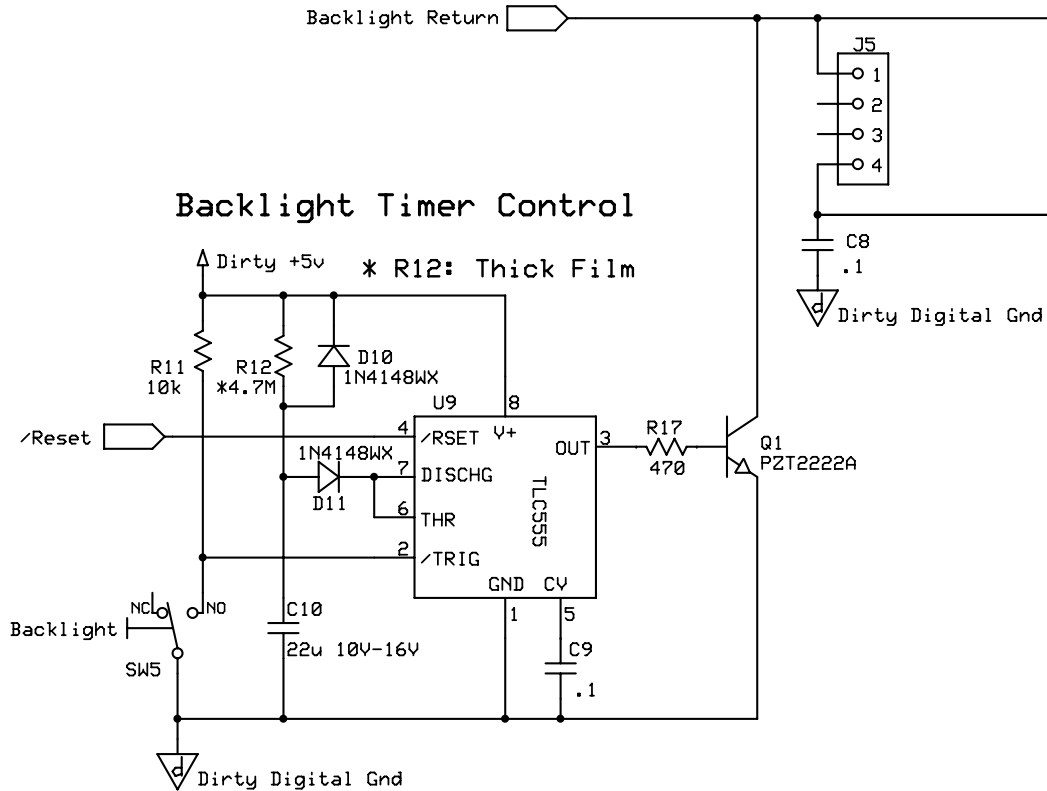 Backlight Return
J5
1
2
3
4
Backlight Timer Control
C8
.1
Dirty +5v
* R12: Thick Film
d
Dirty Digital Gnd
R11
10k
R12
*4.7M
D10
1N4148WX
U9
8
/Reset
4
/RSET
V+
OUT
3
R17
470
Q1
PZT2222A
1N4148WX
D11
7
DISCHG
6
THR
TLC555
2
/TRIG
GND
CV
NC
NO
Backlight
SW5
C10
22u 10V-16V
1
5
C9
.1
d
Dirty Digital Gnd